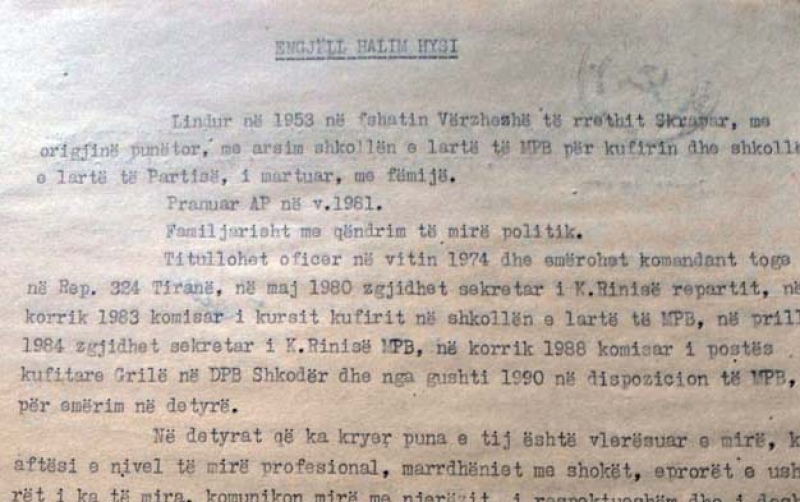 ENGJËLL HALIM HYSI
Lindur në 1953 në fshatin Vërzheshë të rrethit Skrapar, me
origjinë punëtor, me arsim shkollën e lartë të MPB për kufirin dhe shkollë
e lartë të Partisë, i martuar, me fëmijë.
Pranuar AP në v.1981.
Familjarisht me qëndrim të mirë politik.
Titullohet oficer në vitin 1974 dhe emërohet komandant toge
në Rep. 324 Tiranë, në maj 1980 zgjidhet sekretar i K.Rinisë repartit, në
korrik 1983 komisar i kursit kufirit në shkollën e lartë të MPB, në prill
1984 zgjidhet sekretar i K.Rinisë MPB, në korrik 1988 komisar i postës
kufitare Grilë në DPB Shkodër dhe nga gushti 1990 në dispozicion të MPB,
për emërim në detyrë.
Në detyrat që ka kryer puna e tij është vlerësuar e mirë, k
aftësi e nivel të mirë profesional, marrdhëniet me shokët, eprorët e ush
rët i ka të mira, komunikon mirë me njerëzit, i respektueshëm dhe i